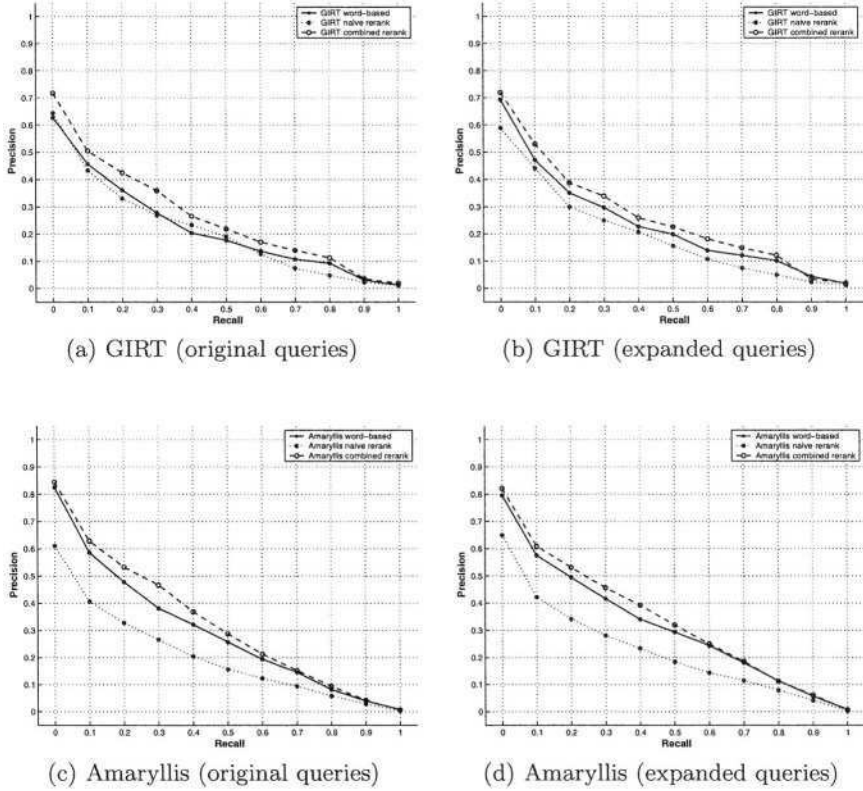 GIRT word-based
GIRT naïve rerank
GIRT combined rerank
1
0.9
0.8
0.7
0.6
0.5
0.4
0.3
0.2
0.1
0
Precision
0 0.1 0.2 0.3 0.4 0.5 0.6 0.7 0.8 0.9 1
Recall
(a) GIRT (original queries)
GIRT word-based
GIRT naïve rerank
GIRT combined rerank
1
0.9
0.8
0.7
0.6
0.5
0.4
0.3
0.2
0.1
0
Precision
0 0.1 0.2 0.3 0.4 0.5 0.6 0.7 0.8 0.9 1
Recall
(b) GIRT (expanded queries)
Amaryllis word-based
Amaryllis naïve rerank
Amaryllis combined rerank
1
0.9
0.8
0.7
0.6
0.5
0.4
0.3
0.2
0.1
0
Precision
0 0.1 0.2 0.3 0.4 0.5 0.6 0.7 0.8 0.9 1
Recall
(c) Amaryllis (original queries)
Amaryllis word-based
Amaryllis naïve rerank
Amaryllis combined rerank
1
0.9
0.8
0.7
0.6
0.5
0.4
0.3
0.2
0.1
0
Precision
0 0.1 0.2 0.3 0.4 0.5 0.6 0.7 0.8 0.9 1
Recall
(d) Amaryllis (expanded queries)